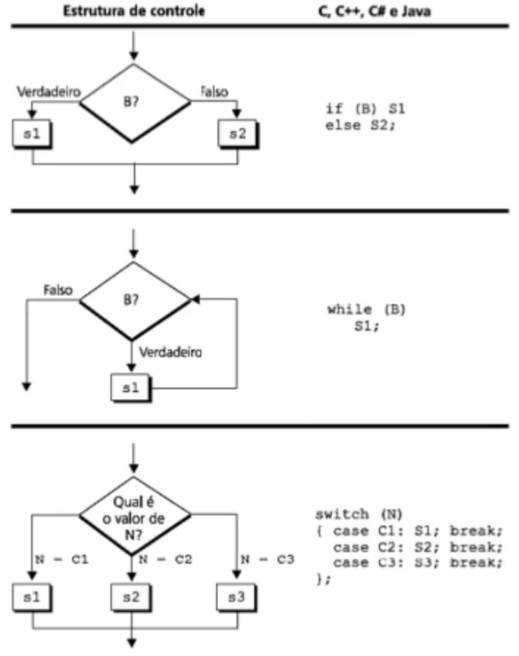 Estrutura de controle
C, C++, C# e Java
B?
Verdadeiro
Falso
s1
s2
if (B) S1
else S2;
Falso
B?
Verdadeiro
s1
while (B)
S1;
Qual é
o valor de
N?
N – C1
N – C2
N – C3
s1
s2
s3
switch (N)
{ case C1: S1; break;
case C2: S2; break;
case C3: S3; break;
};